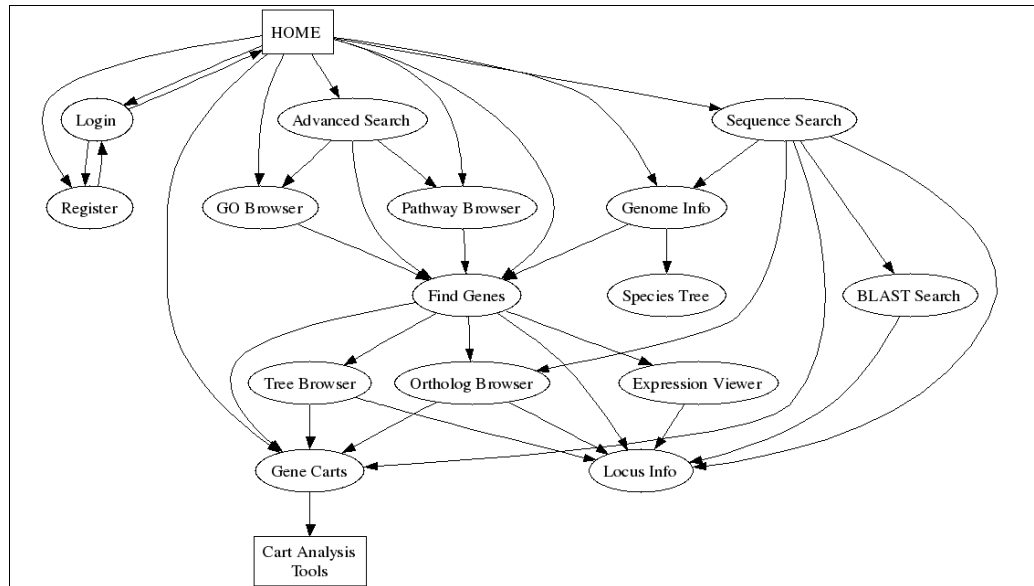 HOME
Login
Advanced Search
Sequence Search
Register
GO Browser
Pathway Browser
Genome Info
Find Genes
Species Tree
BLAST Search
Tree Browser
Ortholog Browser
Expression Viewer
Gene Carts
Locus Info
Cart Analysis
Tools